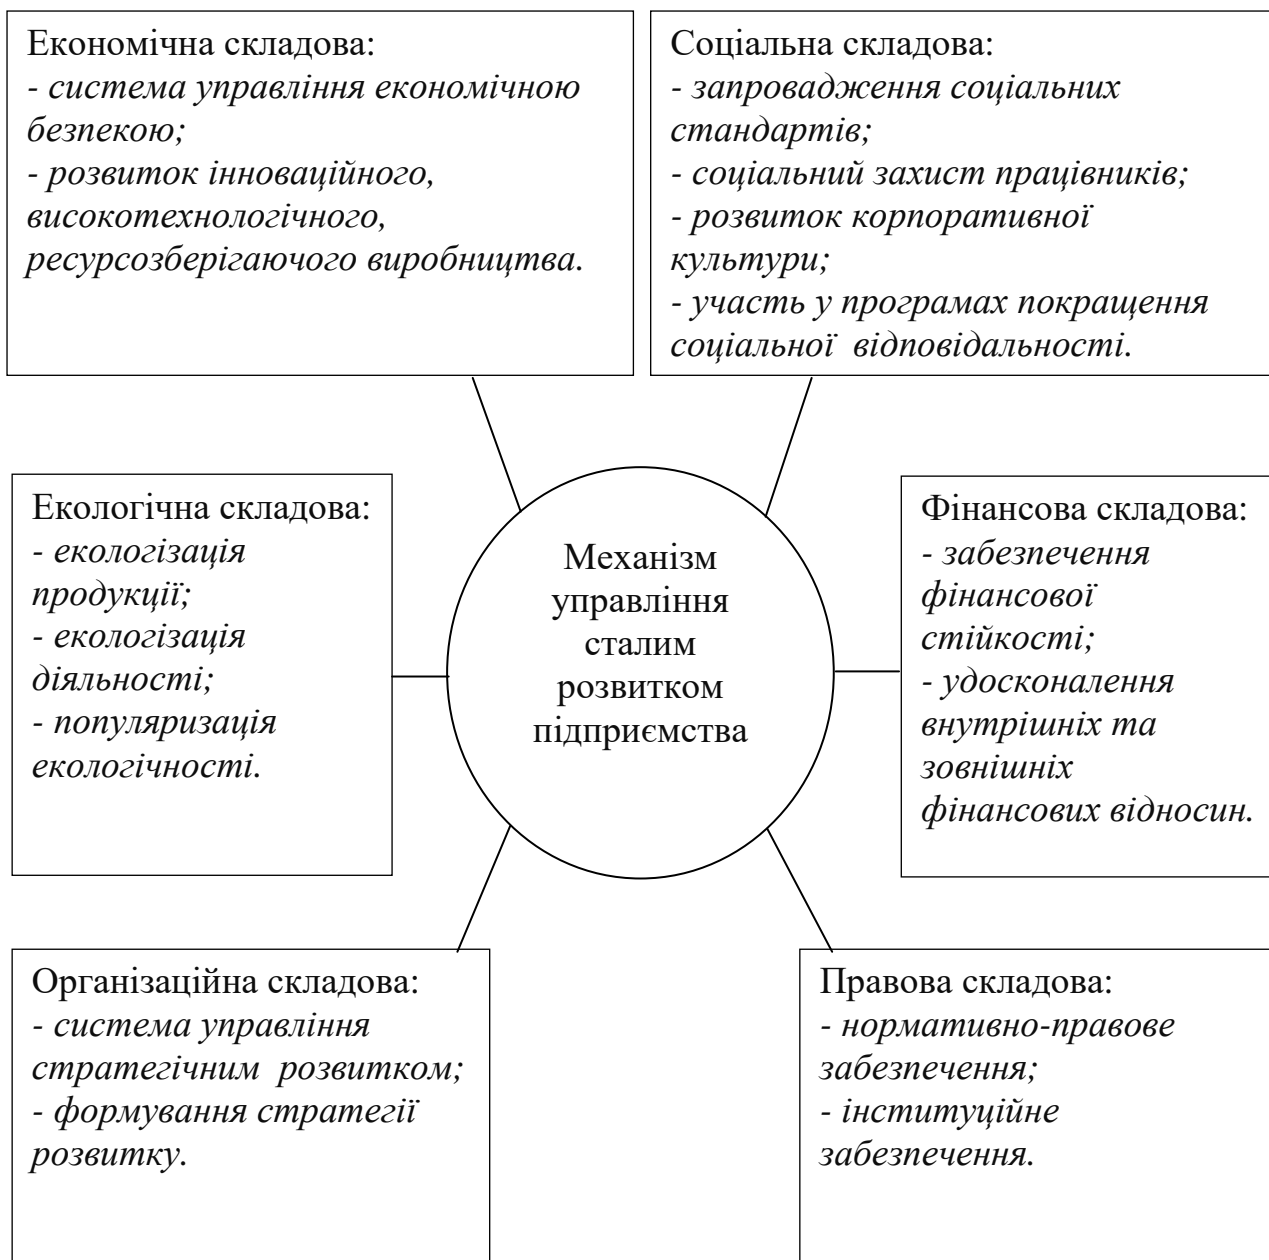 Економічна складова:
- система управління економічною
безпекою;
- розвиток інноваційного,
високотехнологічного,
ресурсозберігаючого виробництва.
Соціальна складова:
- запровадження соціальних
стандартів;
- соціальний захист працівників;
- розвиток корпоративної
культури;
- участь у програмах покращення
соціальної відповідальності.
Екологічна складова:
- екологізація
продукції;
- екологізація
діяльності;
- популяризація
екологічності.
Механізм
управління
сталим
розвитком
підприємства
Фінансова складова:
- забезпечення
фінансової
стійкості;
- удосконалення
внутрішніх та
зовнішніх
фінансових відносин.
Організаційна складова:
- система управління
стратегічним розвитком;
- формування стратегії
розвитку.
Правова складова:
- нормативно-правове
забезпечення;
- інституційне
забезпечення.